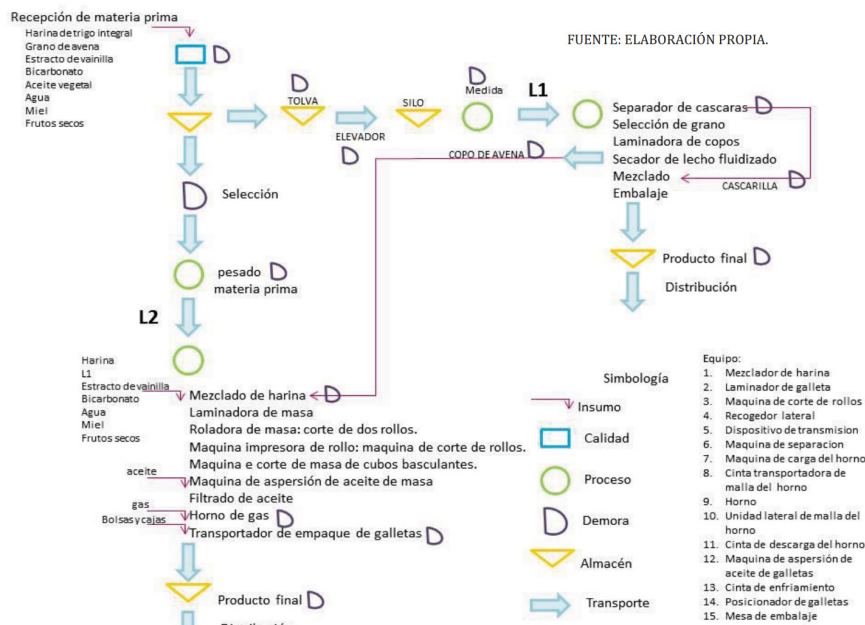 Recepción de materia prima
Harina de trigo integral
Grano de avena
Estracto de vainilla
Bicarbonato
Aceite vegetal
Agua
Miel
Frutos secos
FUENTE: ELABORACIÓN PROPIA.
TOLVA
ELEVADOR
SILO
Medida
L1
Separador de cascaras
Selección de grano
Laminadora de copos
Secador de lecho fluidizado
Mezclado
Embalaje
COPO DE AVENA
CASCARILLA
Producto final
Distribución
Selección
pesado
materia prima
L2
Harina
L1
Estracto de vainilla
Bicarbonato
Agua
Miel
Frutos secos
Mezclado de harina
Laminadora de masa
Roladora de masa: corte de dos rollos.
Maquina impresora de rollo: maquina de corte de rollos.
Maquina e corte de masa de cubos basculantes.
aceite
Maquina de aspersión de aceite de masa
Filtrado de aceite
gas
Horno de gas
Bolsas y cajas
Transportador de empaque de galletas
Producto final
Simbología
Insumo
Calidad
Proceso
Demora
Almacén
Transporte
Equipo:
1. Mezclador de harina
2. Laminador de galleta
3. Maquina de corte de rollos
4. Recogedor lateral
5. Dispositivo de transmision
6. Maquina de separacion
7. Maquina de carga del horno
8. Cinta transportadora de
malla del horno
9. Horno
10. Unidad lateral de malla del
horno
11. Cinta de descarga del horno
12. Maquina de aspersión de
aceite de galletas
13. Cinta de enfriamiento
14. Posicionador de galletas
15. Mesa de embalaje